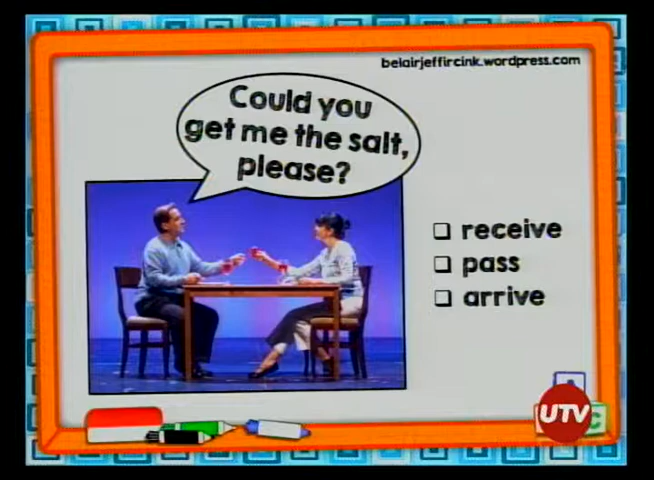 belairjeffircink.wordpress.com
Could you
get me the salt,
please?
❑ receive
❑ pass
❑ arrive
UTV
A
C